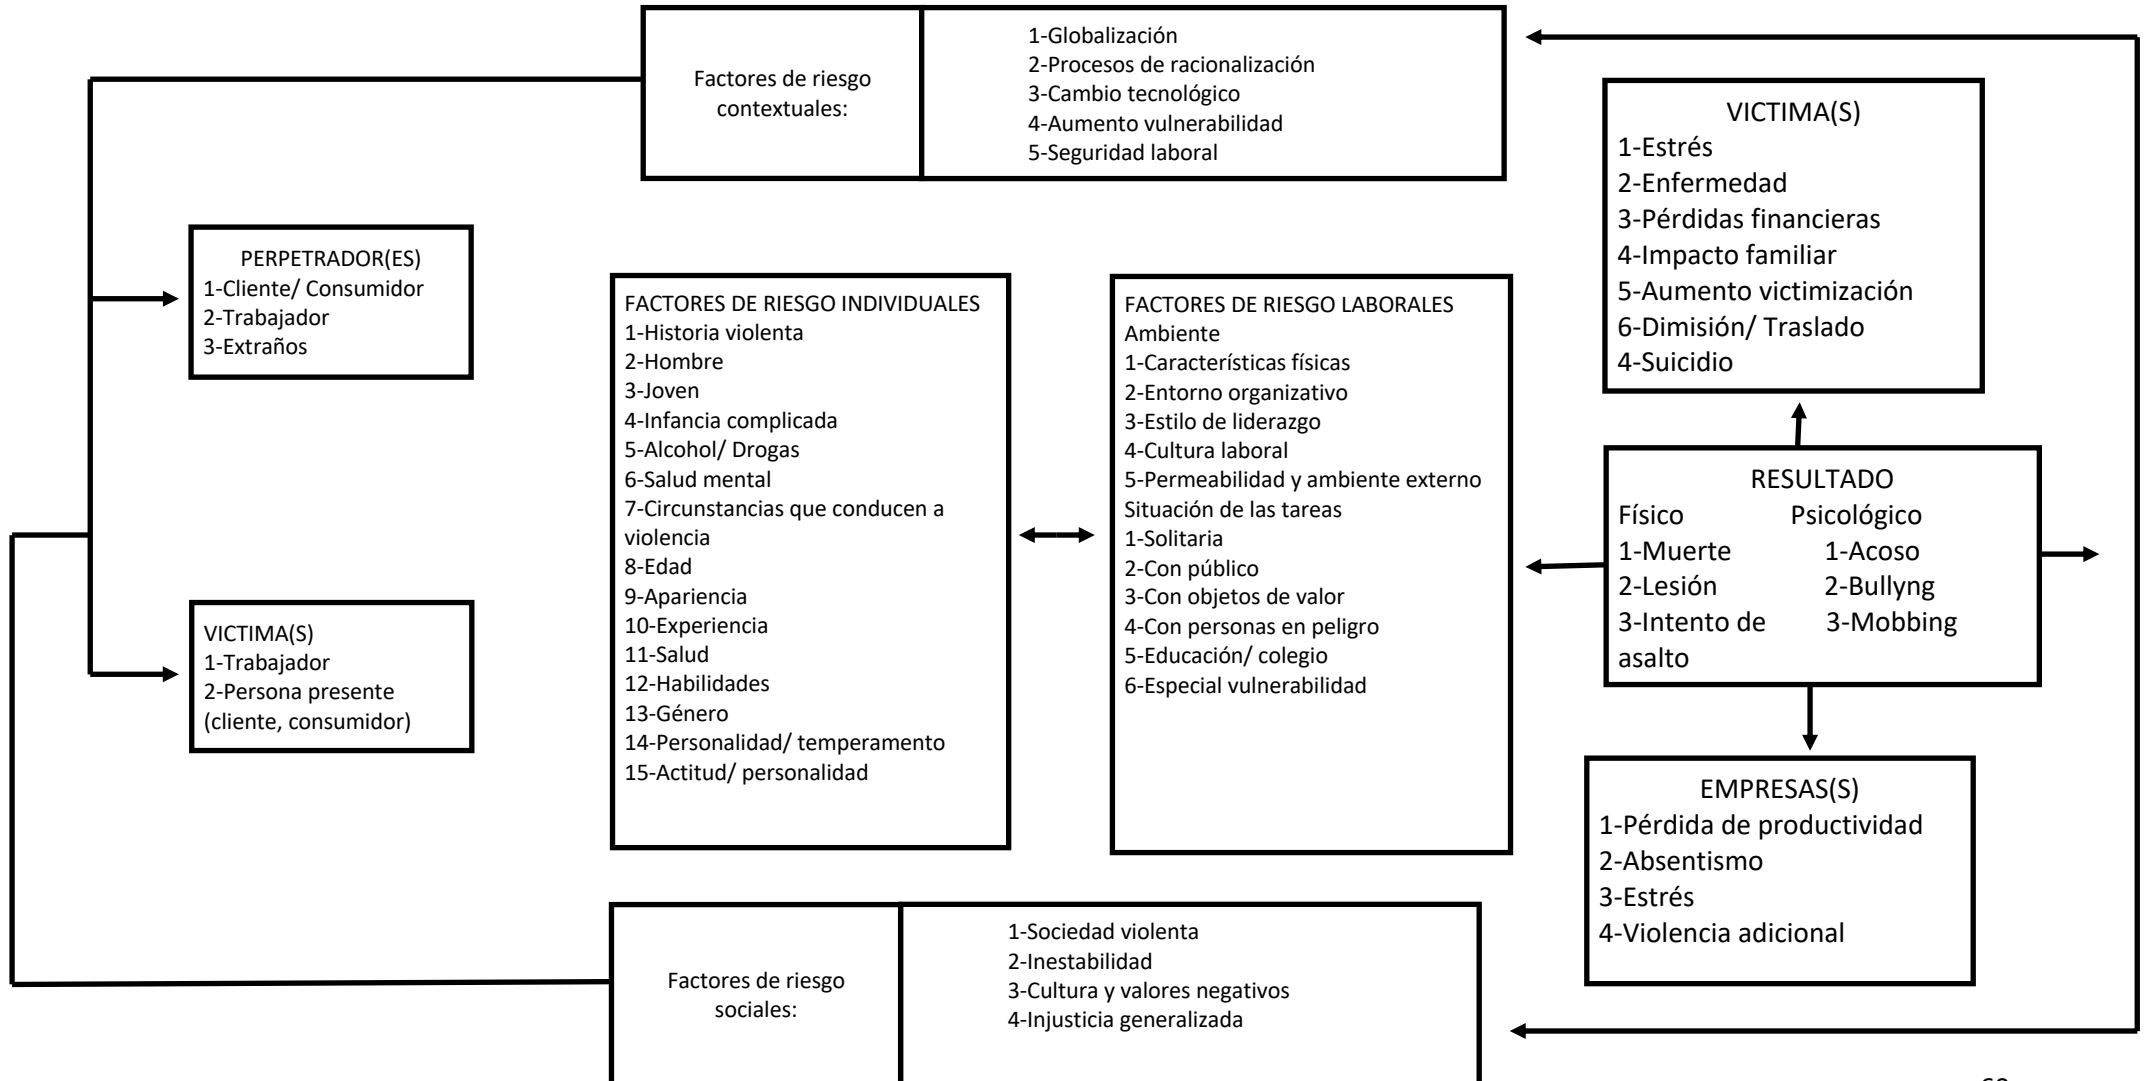 Factores de riesgo
contextuales:
1-Globalización
2-Procesos de racionalización
3-Cambio tecnológico
4-Aumento vulnerabilidad
5-Seguridad laboral
PERPETRADOR(ES)
1-Cliente/ Consumidor
2-Trabajador
3-Extraños
VICTIMA(S)
1-Trabajador
2-Persona presente
(cliente, consumidor)
FACTORES DE RIESGO INDIVIDUALES
1-Historia violenta
2-Hombre
3-Joven
4-Infancia complicada
5-Alcohol/ Drogas
6-Salud mental
7-Circunstancias que conducen a
violencia
8-Edad
9-Apariencia
10-Experiencia
11-Salud
12-Habilidades
13-Género
14-Personalidad/ temperamento
15-Actitud/ personalidad
FACTORES DE RIESGO LABORALES
Ambiente
1-Características físicas
2-Entorno organizativo
3-Estilo de liderazgo
4-Cultura laboral
5-Permeabilidad y ambiente externo
Situación de las tareas
1-Solitaria
2-Con público
3-Con objetos de valor
4-Con personas en peligro
5-Educación/ colegio
6-Especial vulnerabilidad
VICTIMA(S)
1-Estrés
2-Enfermedad
3-Pérdidas financieras
4-Impacto familiar
5-Aumento victimización
6-Dimisión/ Traslado
4-Suicidio
RESULTADO
Físico Psicológico
1-Muerte 1-Acoso
2-Lesión 2-Bullyng
3-Intento de 3-Mobbing
asalto
EMPRESAS(S)
1-Pérdida de productividad
2-Absentismo
3-Estrés
4-Violencia adicional
Factores de riesgo
sociales:
1-Sociedad violenta
2-Inestabilidad
3-Cultura y valores negativos
4-Injusticia generalizada